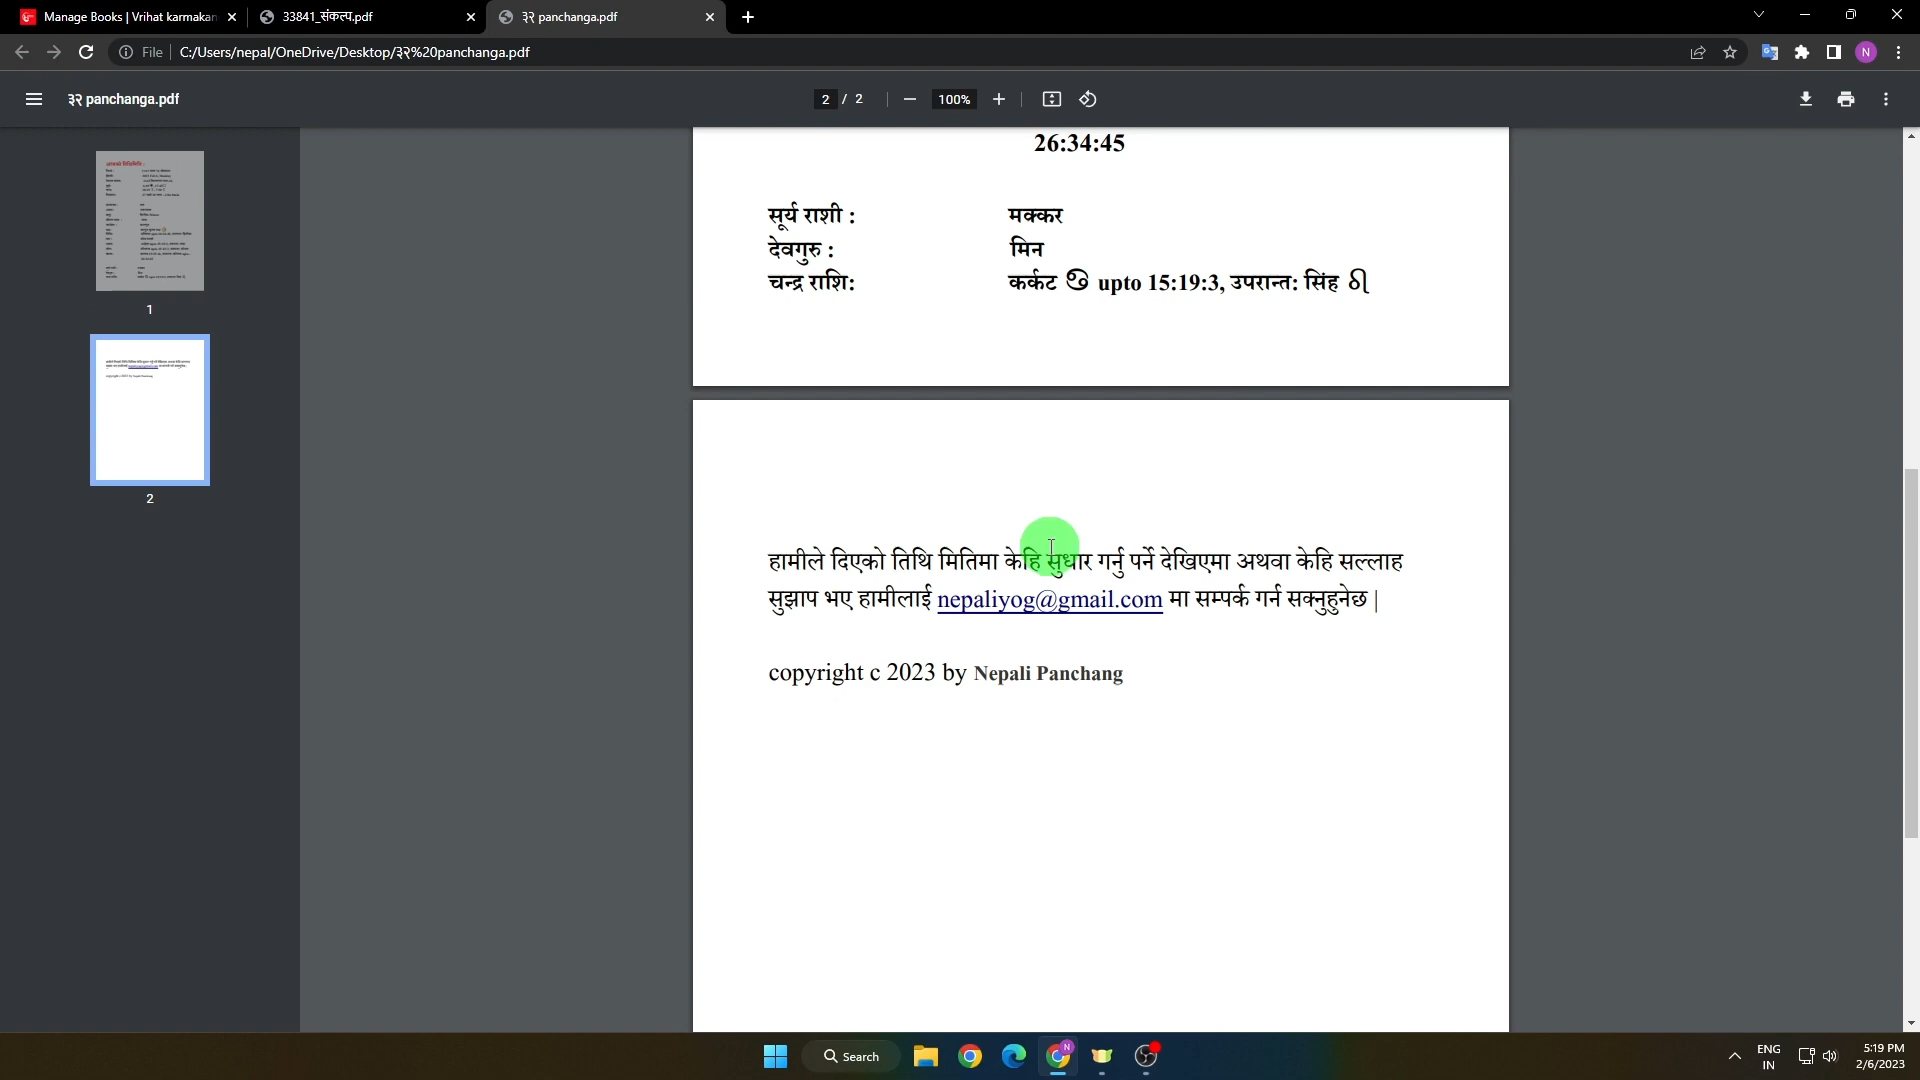 Manage Books | Vrihat karmakan
33841_संकल्प.pdf
३२ panchanga.pdf
File
C:/Users/nepal/OneDrive/Desktop/३२%20panchanga.pdf
N
३२ panchanga.pdf
2 / 2
100%
1
2
26:34:45
सूर्य राशी : मक्कर
देवगुरु : मिन
चन्द्र राशि: कर्कट ♋ upto 15:19:3, उपरान्त: सिंह ♌
हामीले दिएको तिथि मितिमा केहि सुधार गर्नु पर्ने देखिएमा अथवा केहि सल्लाह
सुझाप भए हामीलाई nepaliyog@gmail.com मा सम्पर्क गर्न सक्नुहुनेछ |
copyright c 2023 by Nepali Panchang
Search
N
ENG
IN
5:19 PM
2/6/2023